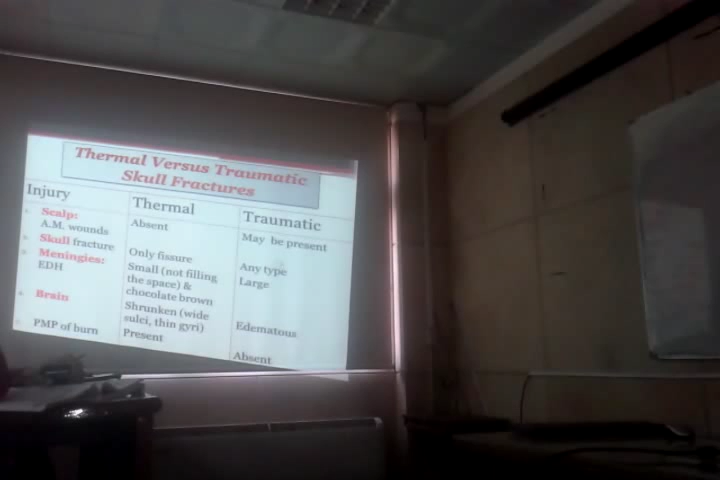 Thermal Versus Traumatic
Skull Fractures
Injury Thermal Traumatic
Scalp:
A.M. wounds Absent May be present
Skull fracture Only fissure Any type
Meningies:
EDH Small (not filling Large
the space) &
chocolate brown
Brain Shrunken (wide Edematous
sulci, thin gyri)
PMP of burn Present Absent